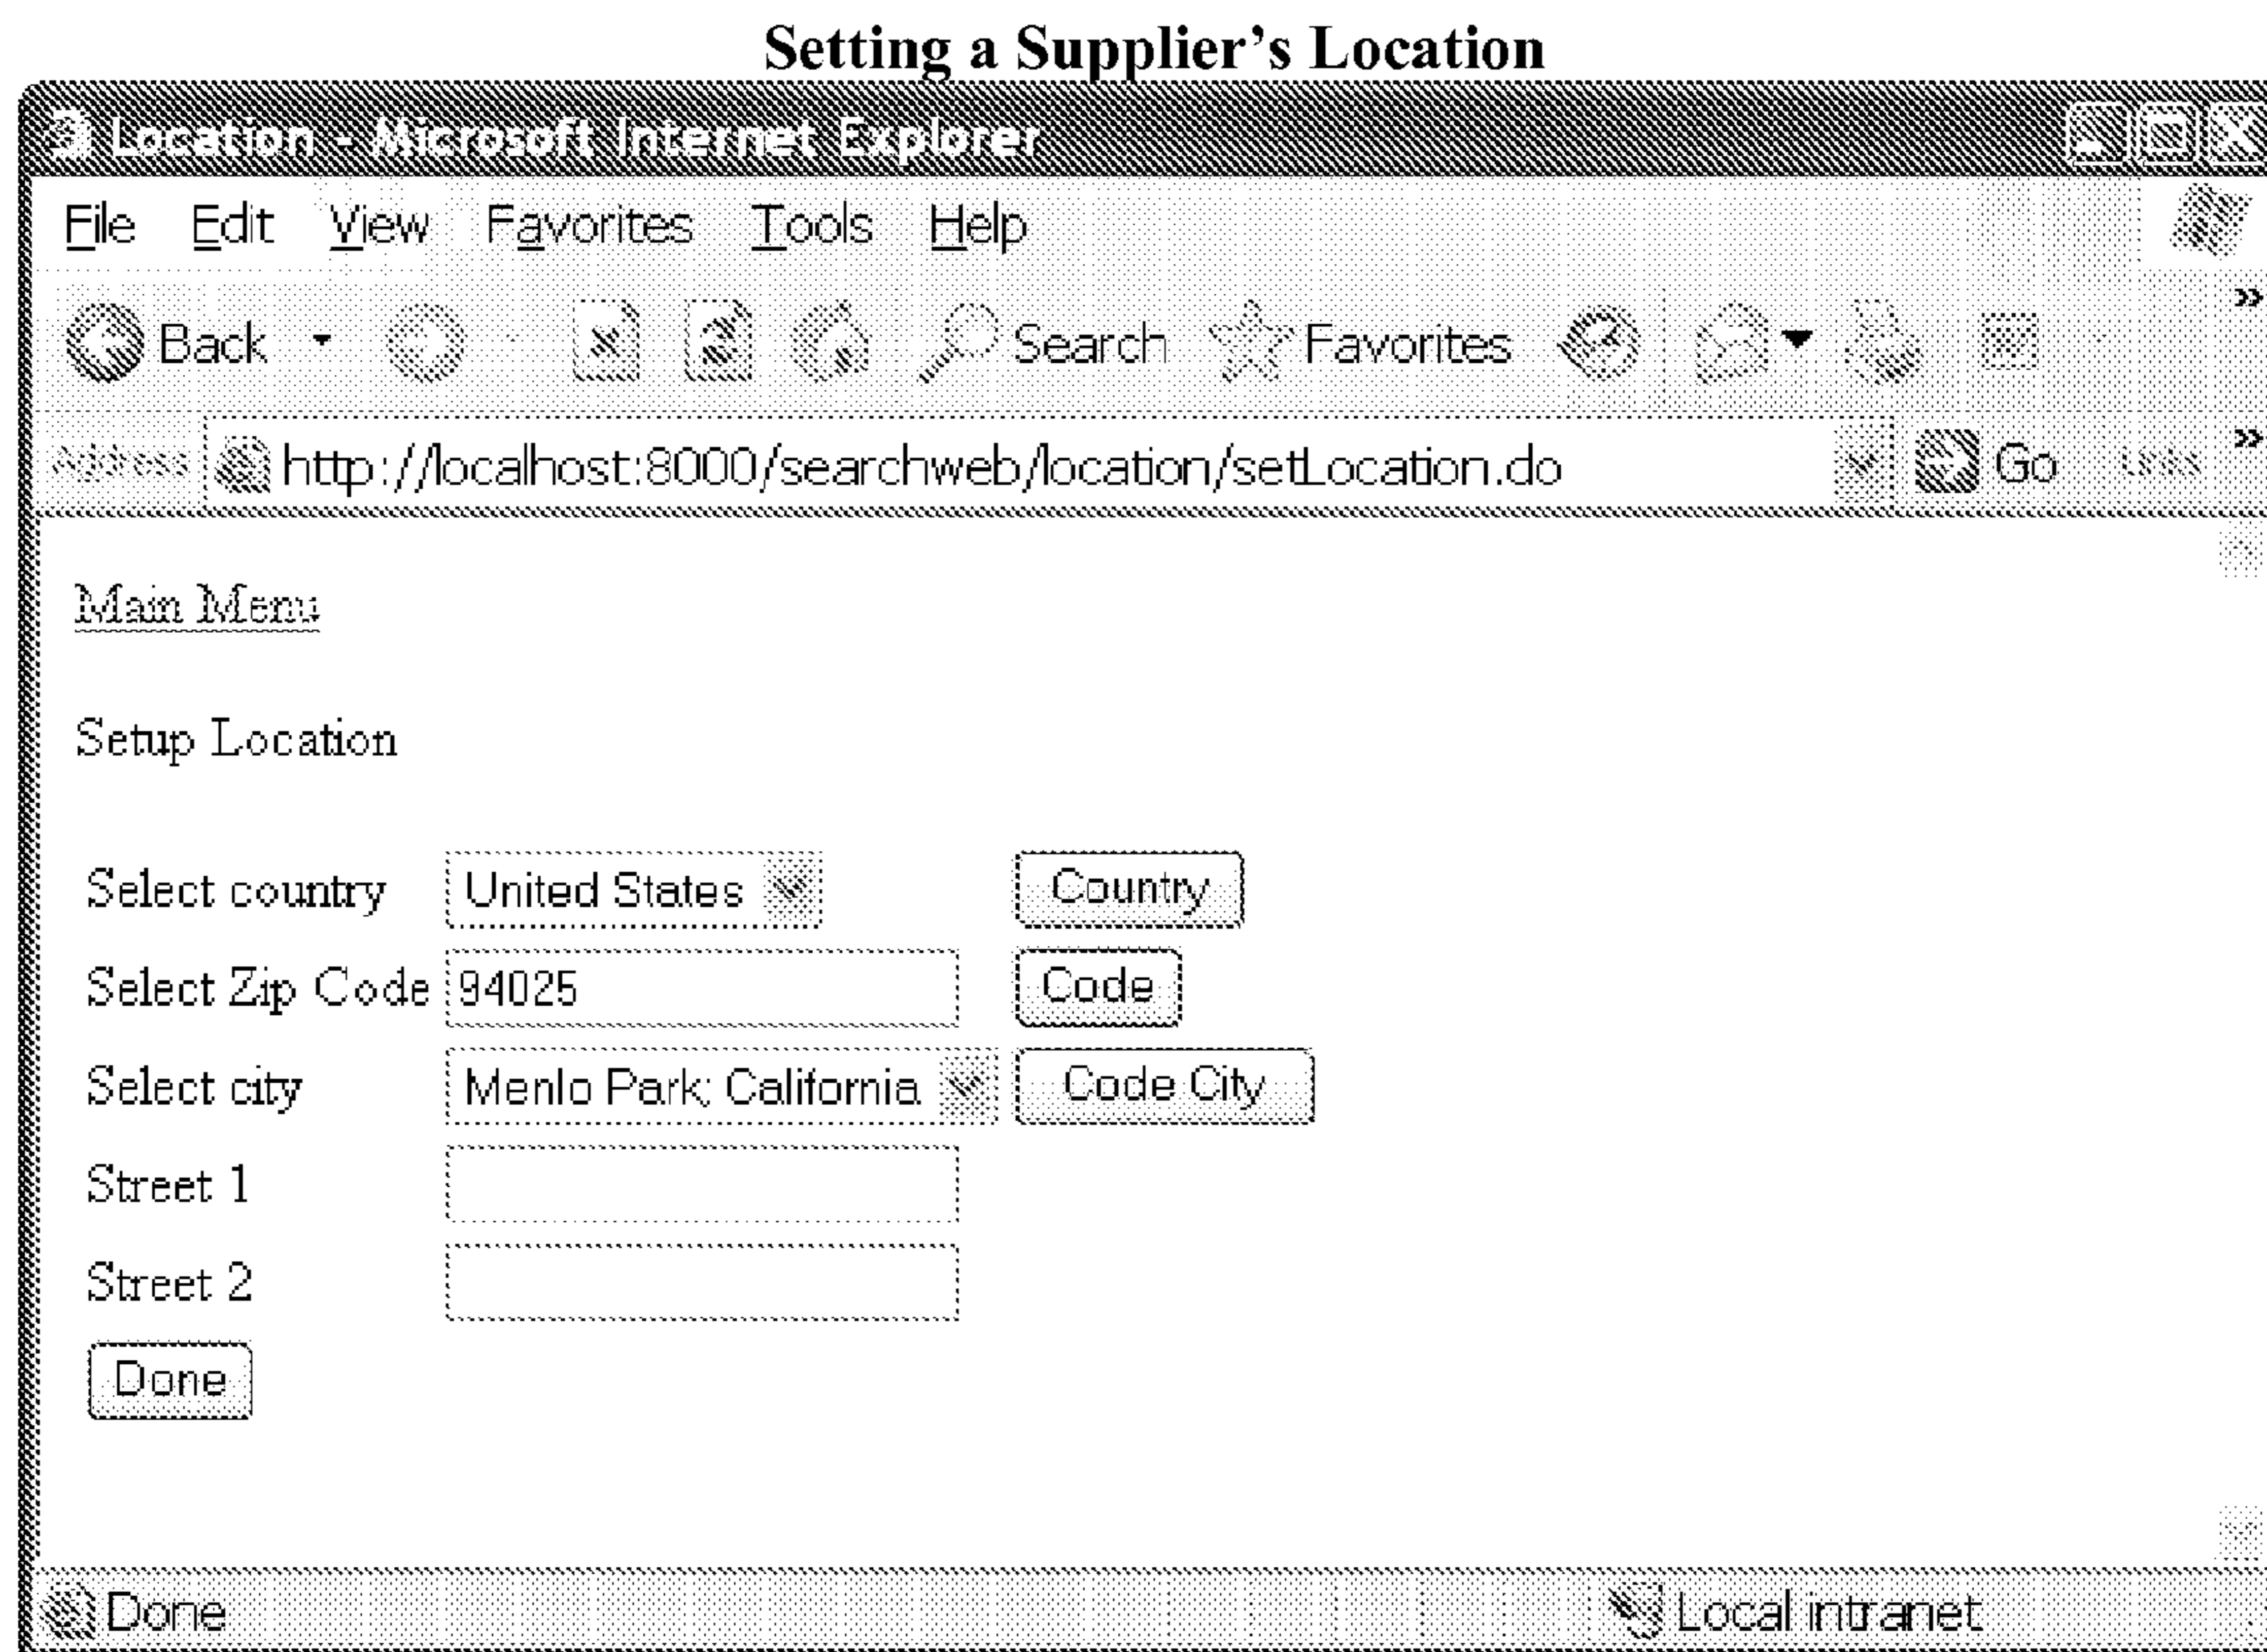 Setting a Supplier's Location
Location - Microsoft Internet Explorer
File Edit View Favorites Tools Help
Back Search Favorites »
Address http://localhost:8000/searchweb/location/setLocation.do Go Links »
Main Menu
Setup Location
Select country United States Country
Select Zip Code 94025 Code
Select city Menlo Park; California Code City
Street 1
Street 2
Done
Done Local intranet